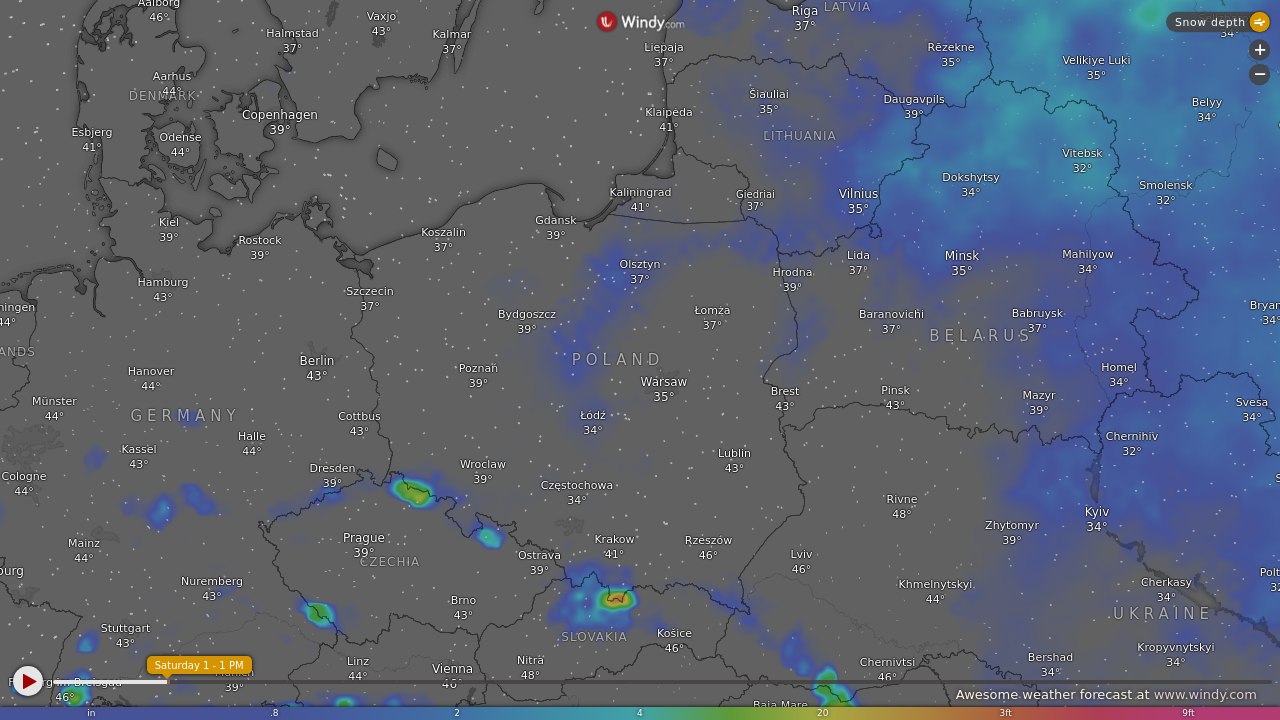 Aalborg
46°
Vaxjo
43°
Halmstad
37°
Kalmar
37°
Windy.com
Riga
37°
LATVIA
Snow depth
34°
Liepaja
37°
Rēzekne
35°
Velikiye Luki
35°
Aarhus
44°
DENMARK
Šiauliai
35°
Daugavpils
39°
Belyy
34°
Copenhagen
39°
Klaipėda
41°
LITHUANIA
Esbjerg
41°
Odense
44°
Vitebsk
32°
Dokshytsy
34°
Smolensk
32°
Kaliningrad
41°
Giedriai
37°
Vilnius
35°
Kiel
39°
Gdansk
39°
Koszalin
37°
Rostock
39°
Lida
37°
Minsk
35°
Mahilyow
34°
Olsztyn
37°
Hrodna
39°
Hamburg
43°
Szczecin
37°
ningen
44°
Bydgoszcz
39°
Łomża
37°
Baranovichi
37°
Babruysk
37°
Bryan
34°
BELARUS
ANDS
POLAND
Berlin
43°
Hanover
44°
Poznań
39°
Warsaw
35°
Brest
43°
Pinsk
43°
Homel
34°
Münster
44°
GERMANY
Cottbus
43°
Łódź
34°
Mazyr
39°
Svesa
34°
Halle
44°
Chernihiv
32°
Kassel
43°
Dresden
39°
Wroclaw
39°
Lublin
43°
Cologne
44°
Częstochowa
34°
Rivne
48°
Kyiv
34°
Zhytomyr
39°
Mainz
44°
Prague
39°
CZECHIA
Krakow
41°
Rzeszów
46°
Ostrava
39°
Lviv
46°
burg
Nuremberg
43°
Khmelnytskyi
44°
Cherkasy
34°
Polt
32
Brno
43°
UKRAINE
Stuttgart
43°
SLOVAKIA
Košice
46°
Kropyvnytskyi
34°
Saturday 1 - 1 PM
Linz
44°
Vienna
46°
Nitra
48°
Chernivtsi
46°
Bershad
34°
46°
39°
Awesome weather forecast at www.windy.com
Baia Mare
in
.8
2
4
20
3ft
9ft